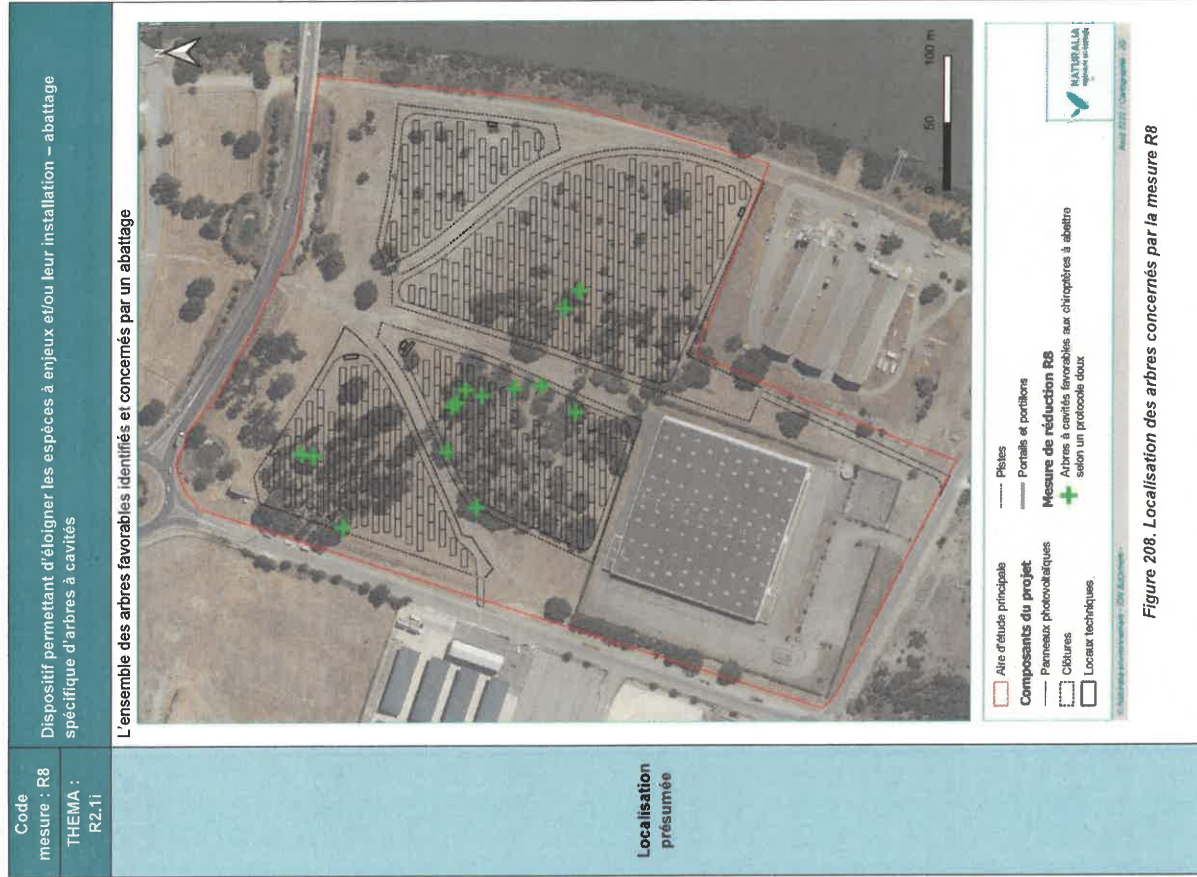 Code
mesure : R8
Dispositif permettant d'éloigner les espèces à enjeux et/ou leur installation – abattage
spécifique d'arbres à cavités
THEMA :
R2.1i
Localisation
présumée
L'ensemble des arbres favorables identifiés et concernés par un abattage
0 50 100 m
Aire d'étude principale
Composants du projet
Panneaux photovoltaïques
Clôtures
Locaux techniques
Pistes
Portails et portillons
Mesure de réduction R8
Arbres à cavités favorables aux chiroptères à abattre
selon un protocole doux
NATURALIA
Figure 208. Localisation des arbres concernés par la mesure R8